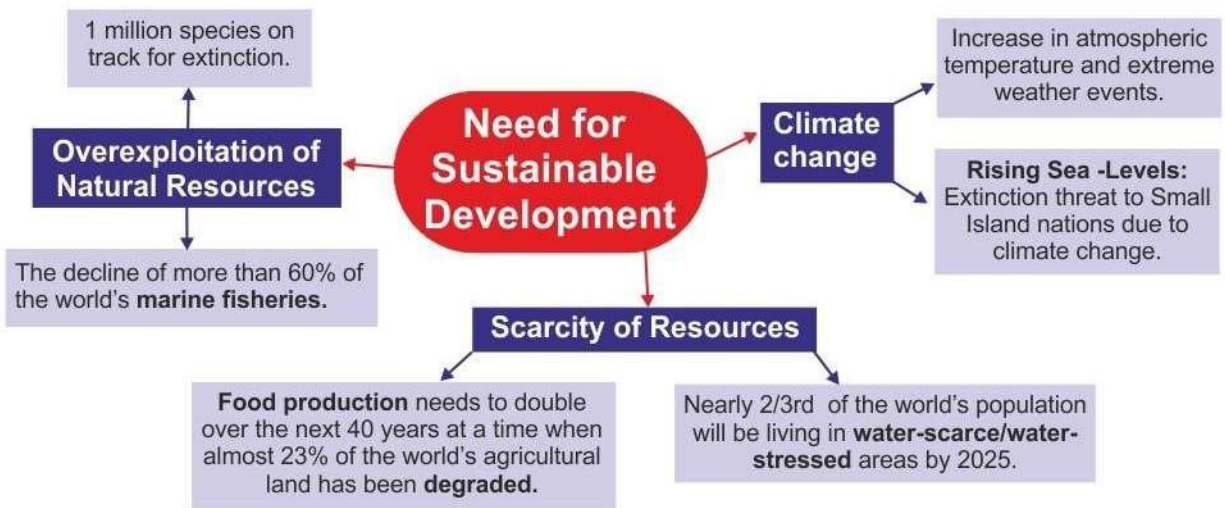 1 million species on
track for extinction.
Overexploitation of
Natural Resources
The decline of more than 60% of
the world's marine fisheries.
Need for
Sustainable
Development
Climate
change
Increase in atmospheric
temperature and extreme
weather events.
Rising Sea -Levels:
Extinction threat to Small
Island nations due to
climate change.
Scarcity of Resources
Food production needs to double
over the next 40 years at a time when
almost 23% of the world's agricultural
land has been degraded.
Nearly 2/3rd of the world's population
will be living in water-scarce/water-
stressed areas by 2025.